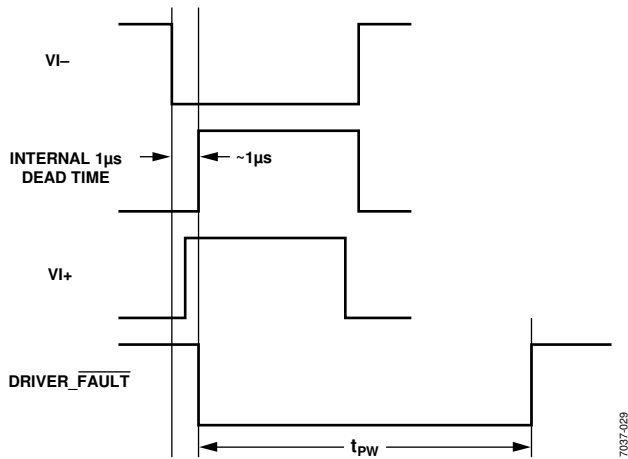 VI–
INTERNAL 1µs
DEAD TIME
~1µs
VI+
DRIVER_FAULT
tPW
7037-029